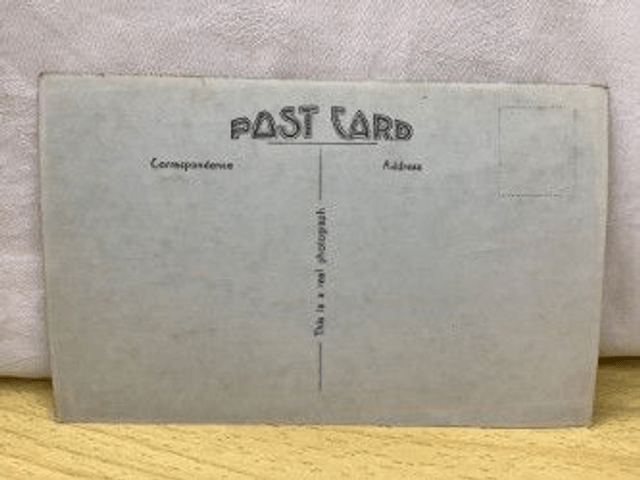 POST CARD
Correspondence
Address
This is a real photograph